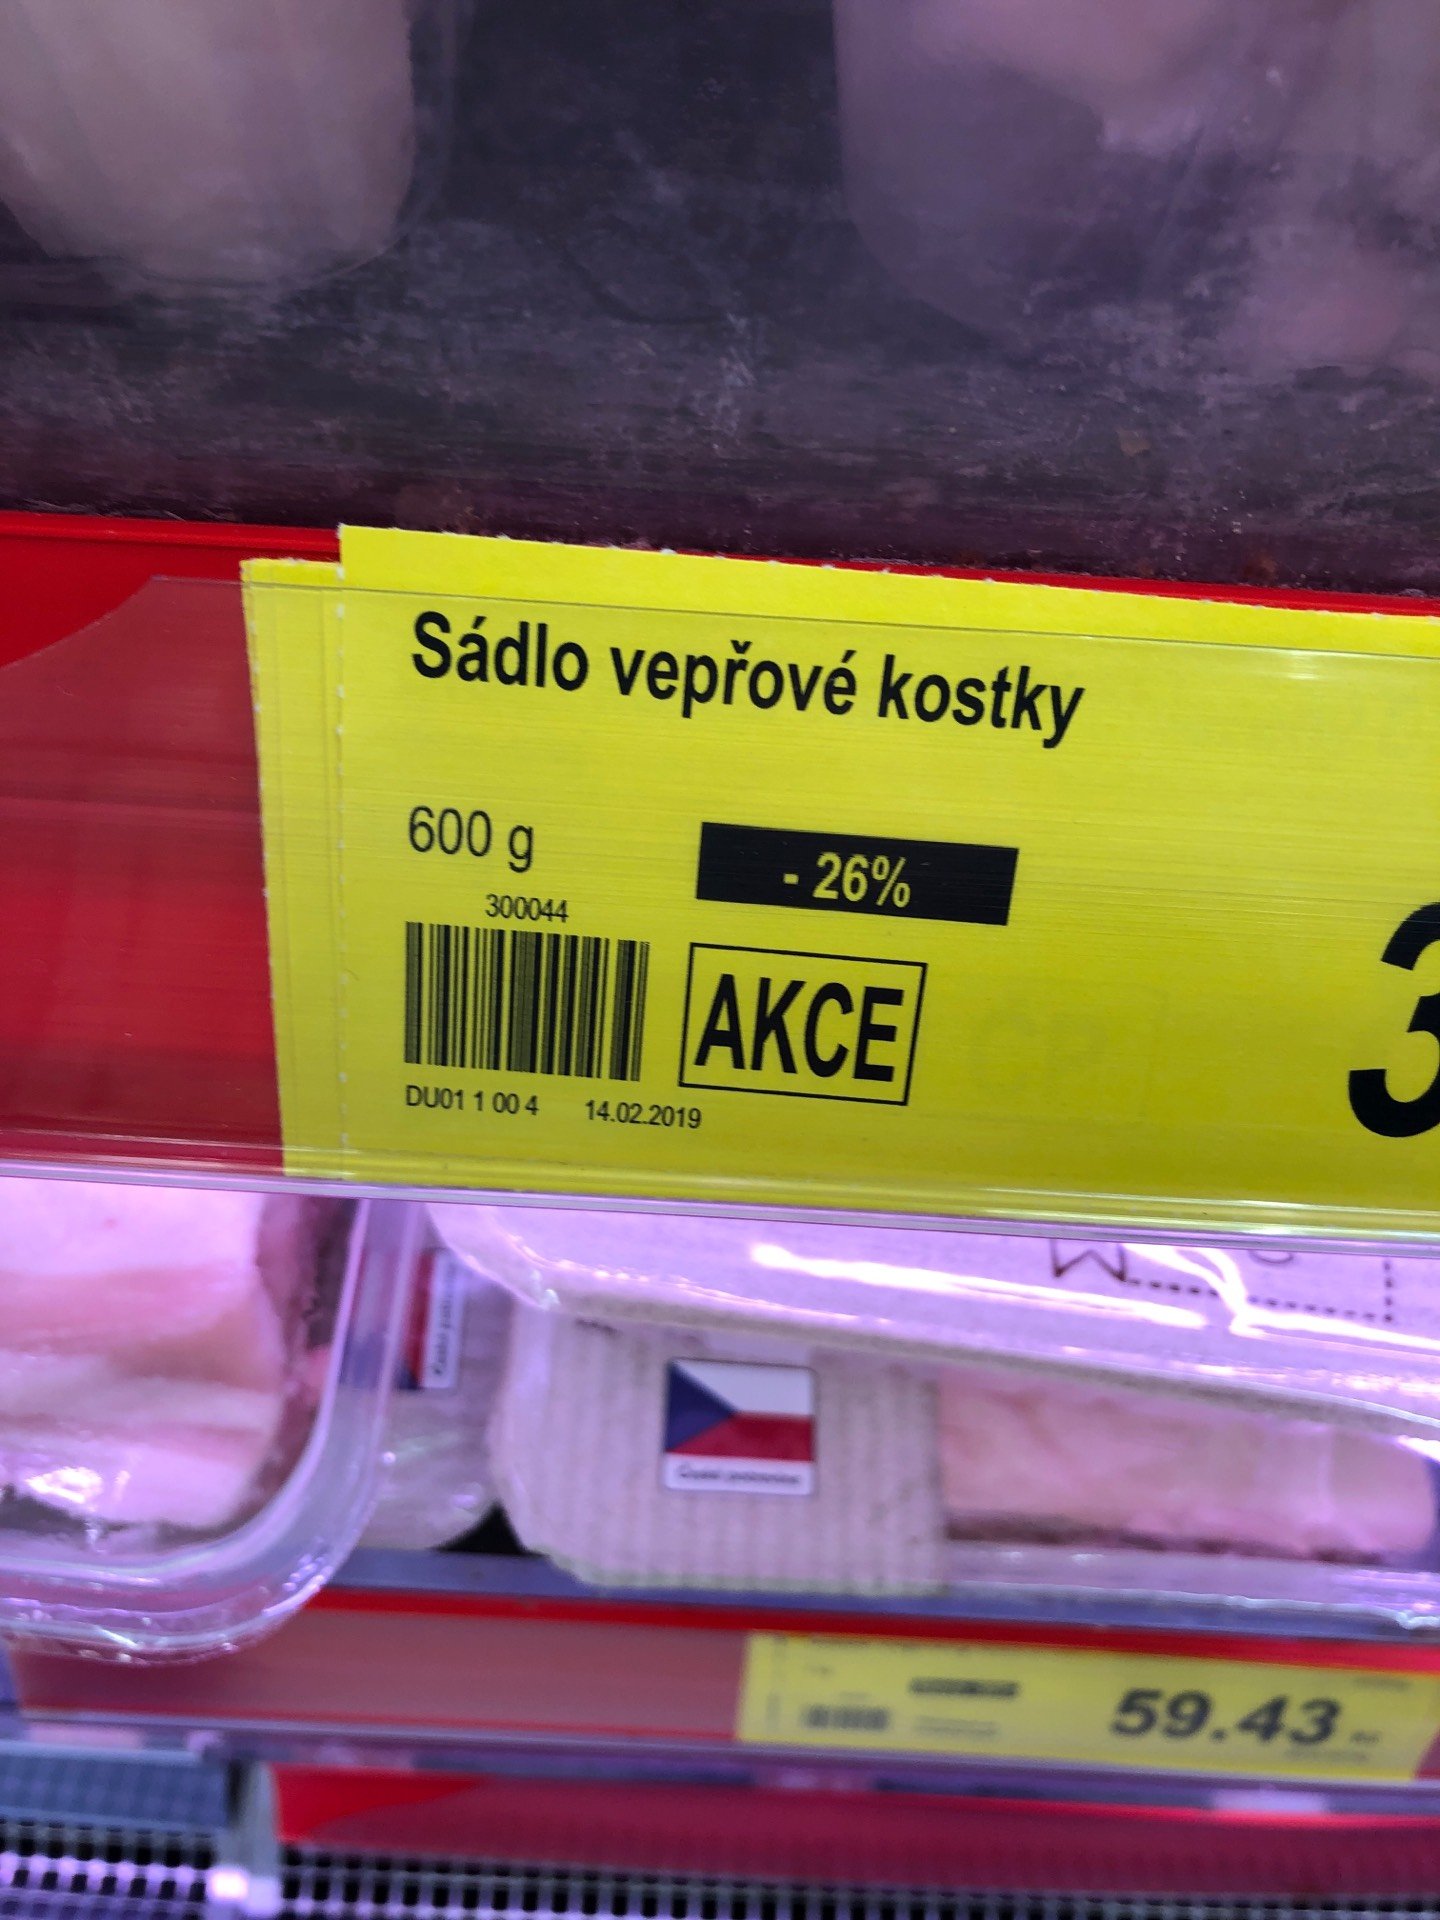 Sádlo vepřové kostky
600 g
- 26%
300044
AKCE
3
DU01 1 00 4 14.02.2019
59.43